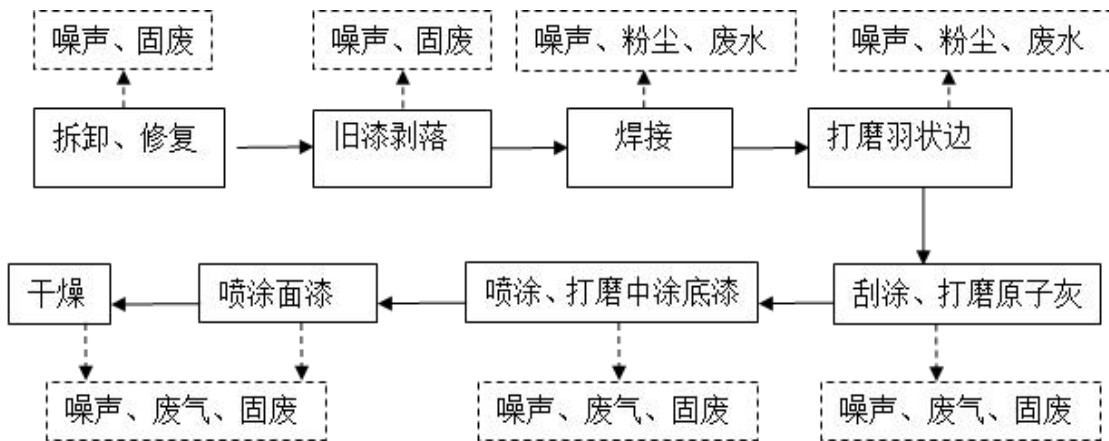 噪声、固废
噪声、固废
噪声、粉尘、废水
噪声、粉尘、废水
拆卸、修复
旧漆剥落
焊接
打磨羽状边
干燥
喷涂面漆
喷涂、打磨中涂底漆
刮涂、打磨原子灰
噪声、废气、固废
噪声、废气、固废
噪声、废气、固废